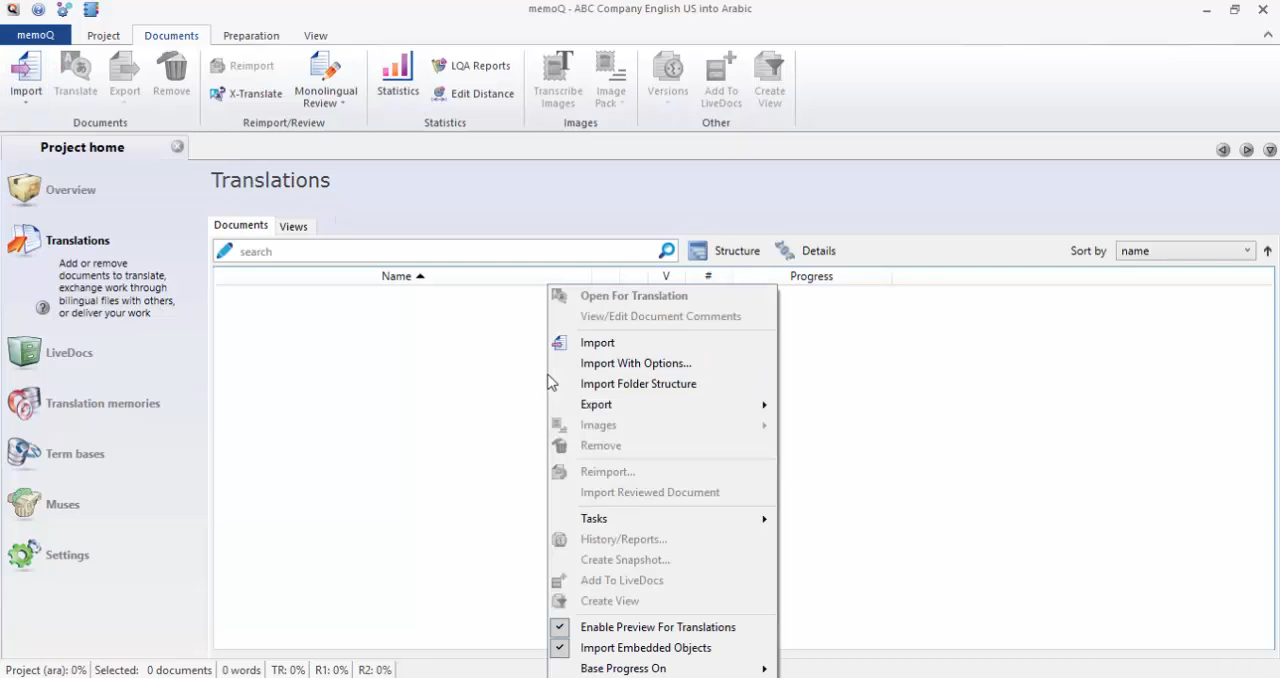 memoQ - ABC Company English US into Arabic
memoQ Project Documents Preparation View
Import Translate Export Remove
Documents
Reimport
X-Translate
Monolingual
Review
Reimport/Review
Statistics
LQA Reports
Edit Distance
Statistics
Transcribe
Images
Image
Pack
Images
Versions
Add To
LiveDocs
Create
View
Other
Project home
Overview
Translations
Add or remove
documents to translate,
exchange work through
bilingual files with others,
or deliver your work
LiveDocs
Translation memories
Term bases
Muses
Settings
Translations
Documents Views
search
Structure Details Sort by name
Name V # Progress
Open For Translation
View/Edit Document Comments
Import
Import With Options...
Import Folder Structure
Export
Images
Remove
Reimport...
Import Reviewed Document
Tasks
History/Reports...
Create Snapshot...
Add To LiveDocs
Create View
Enable Preview For Translations
Import Embedded Objects
Base Progress On
Project (ara): 0% Selected: 0 documents 0 words TR: 0% R1: 0% R2: 0%